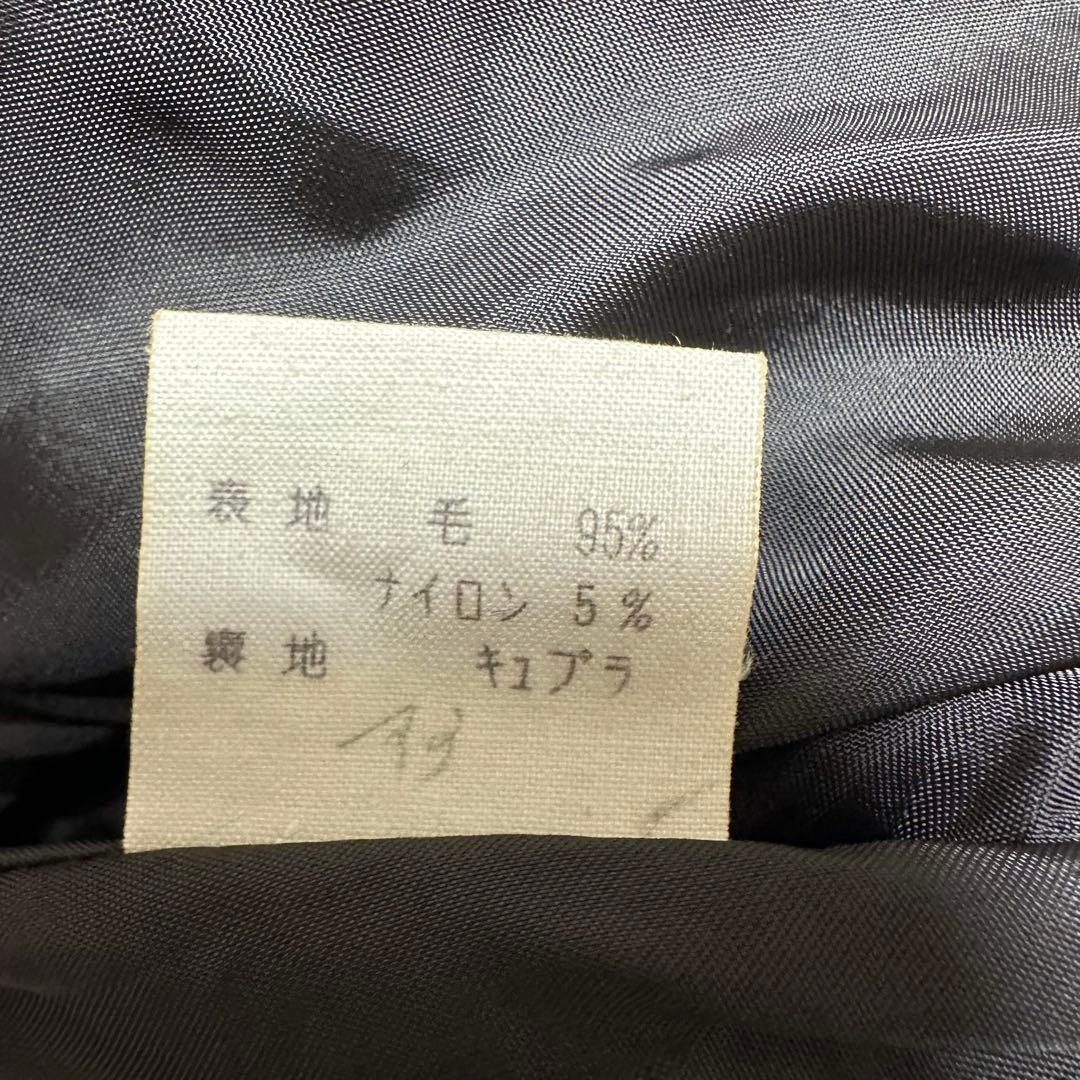 表地 毛 95%
ナイロン 5%
裏地 キュプラ